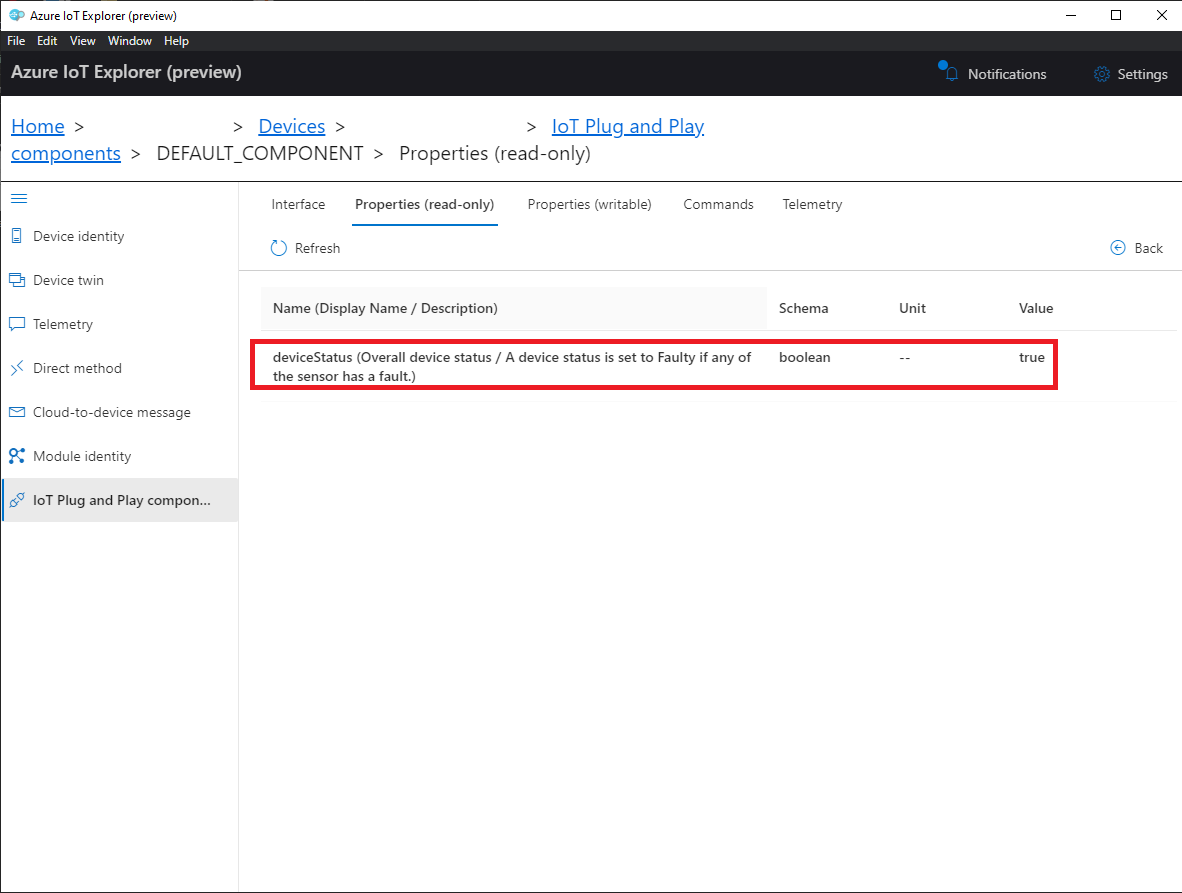 Azure IoT Explorer (preview)
File Edit View Window Help
Azure IoT Explorer (preview)
Notifications
Settings
Home > > Devices > > IoT Plug and Play
components > DEFAULT_COMPONENT > Properties (read-only)
Device identity
Device twin
Telemetry
Direct method
Cloud-to-device message
Module identity
IoT Plug and Play compon...
Interface Properties (read-only) Properties (writable) Commands Telemetry
Refresh
Back
Name (Display Name / Description) Schema Unit Value
deviceStatus (Overall device status / A device status is set to Faulty if any of boolean -- true
the sensor has a fault.)